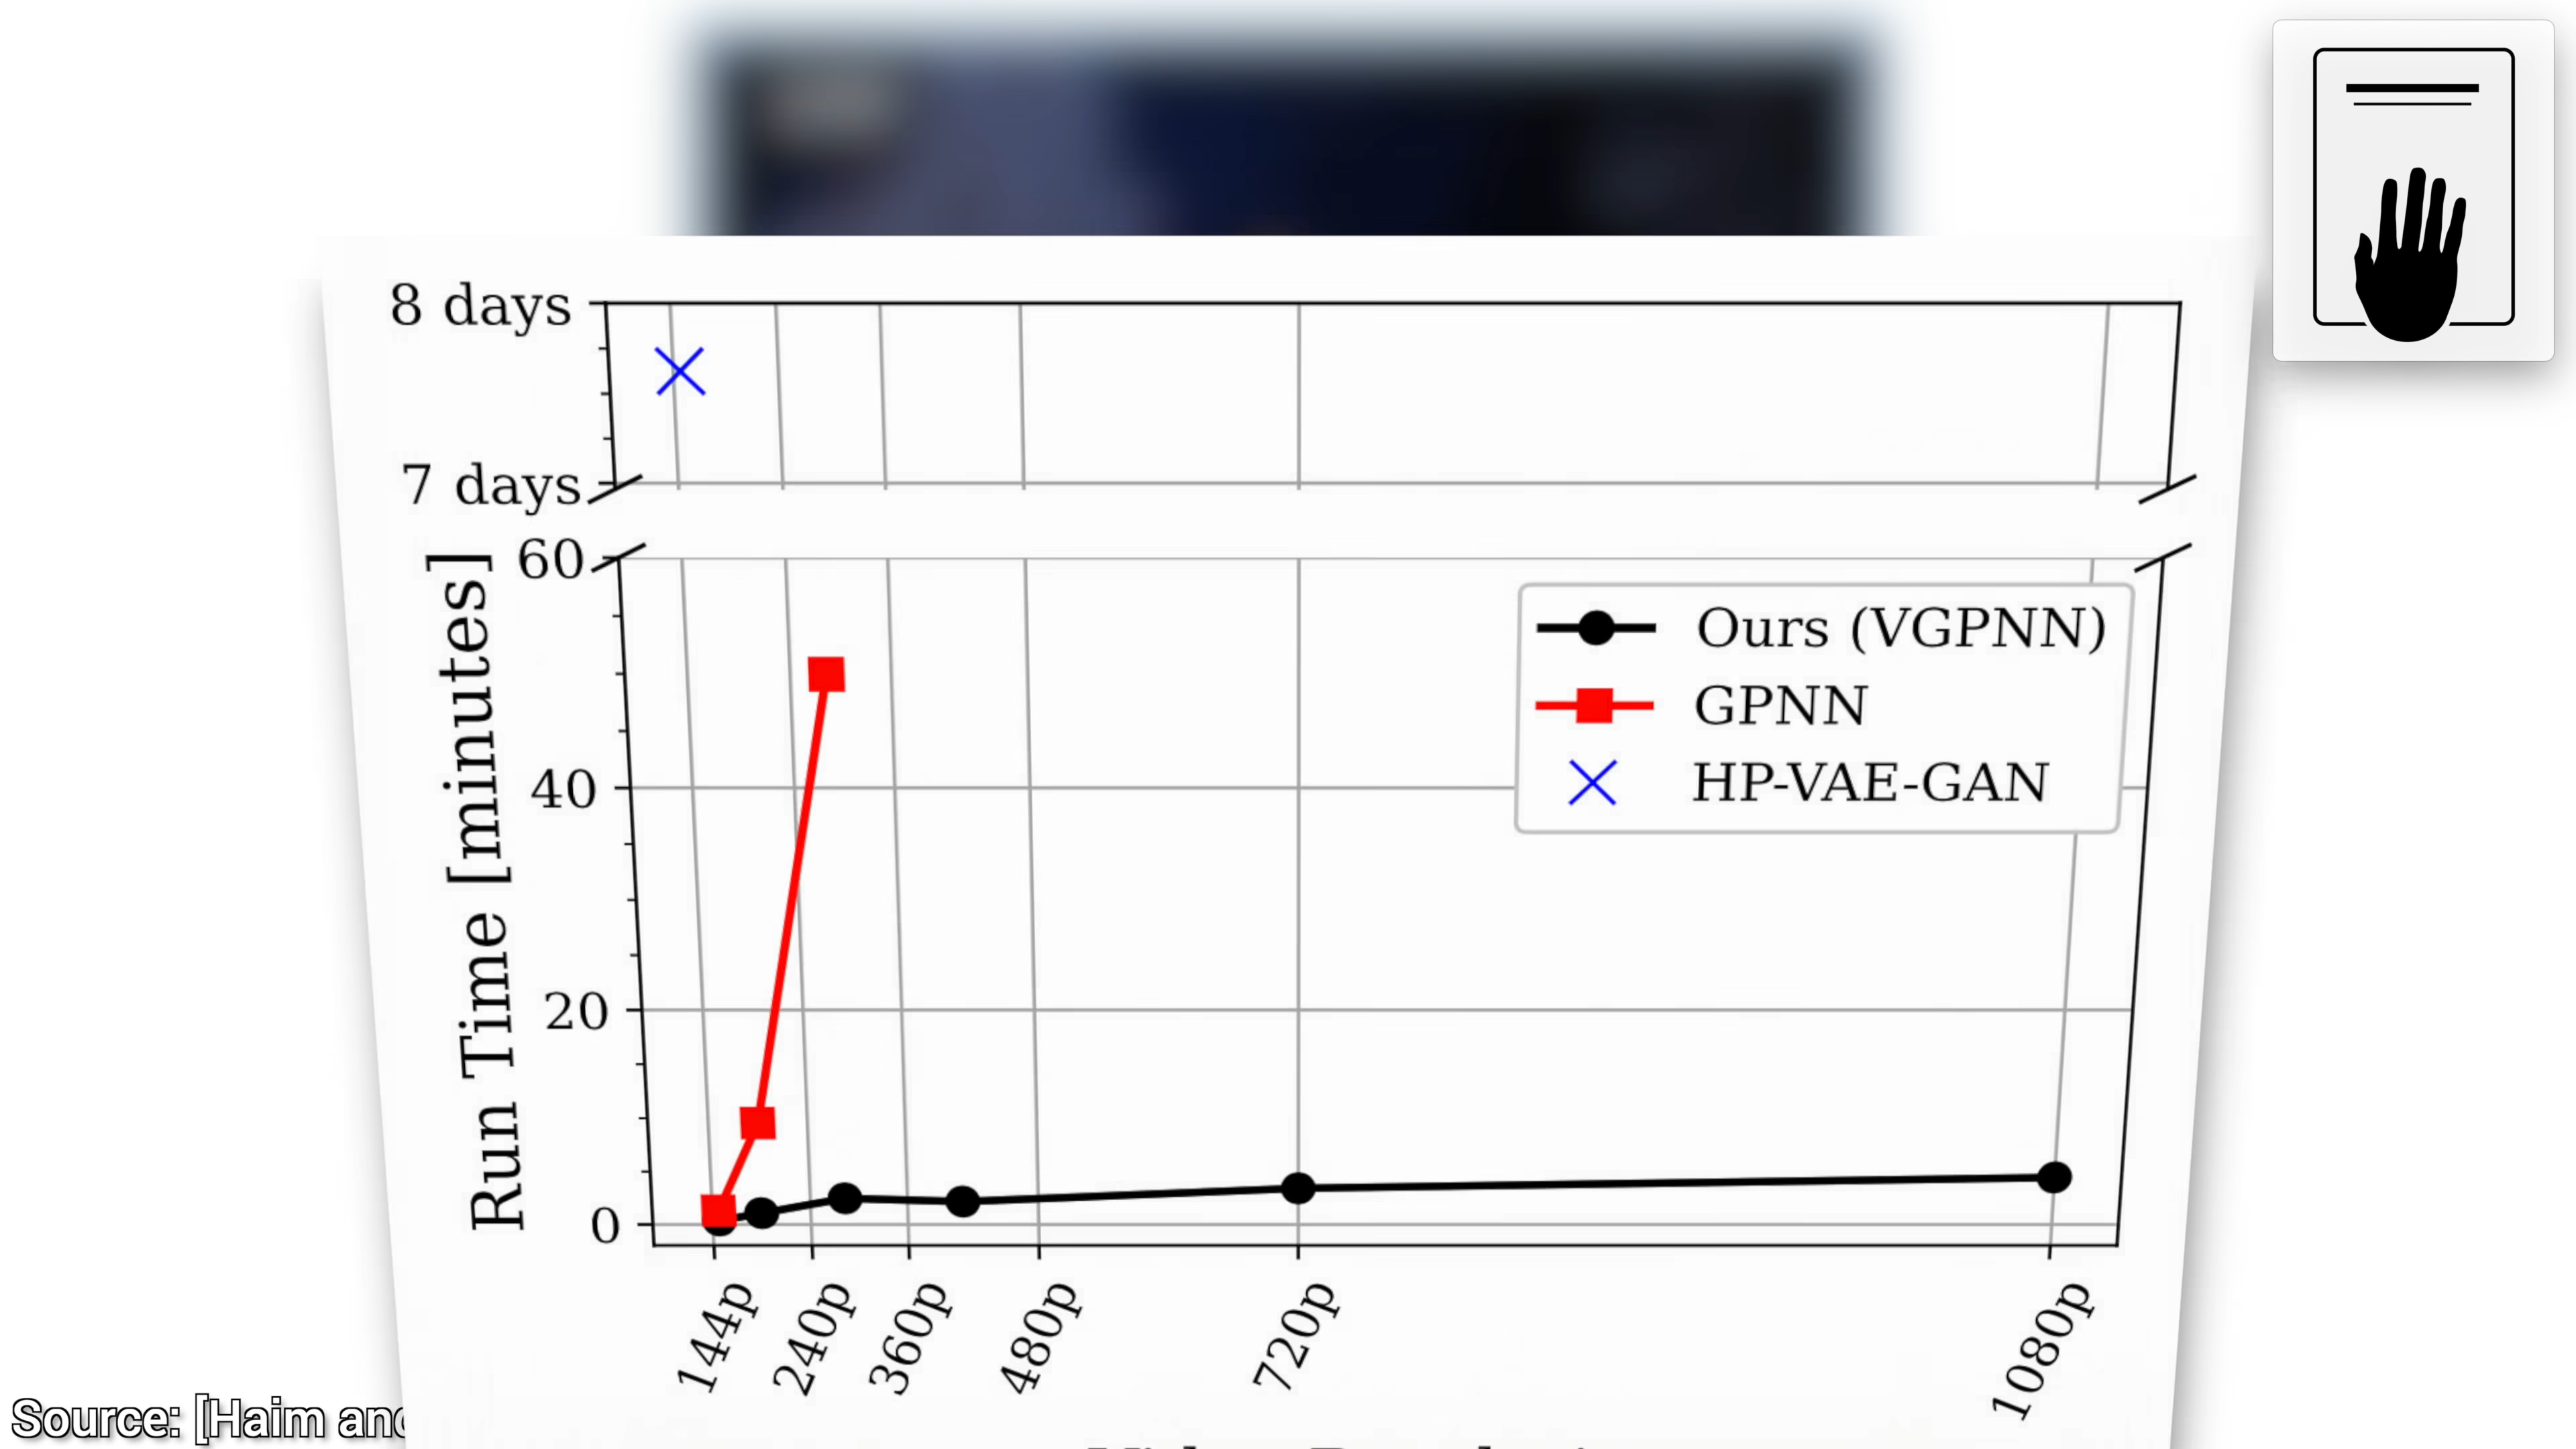 8 days
7 days
60
40
20
0
Run Time [minutes]
Ours (VGPNN)
GPNN
HP-VAE-GAN
144p
240p
360p
480p
720p
1080p
Source: [Haim and